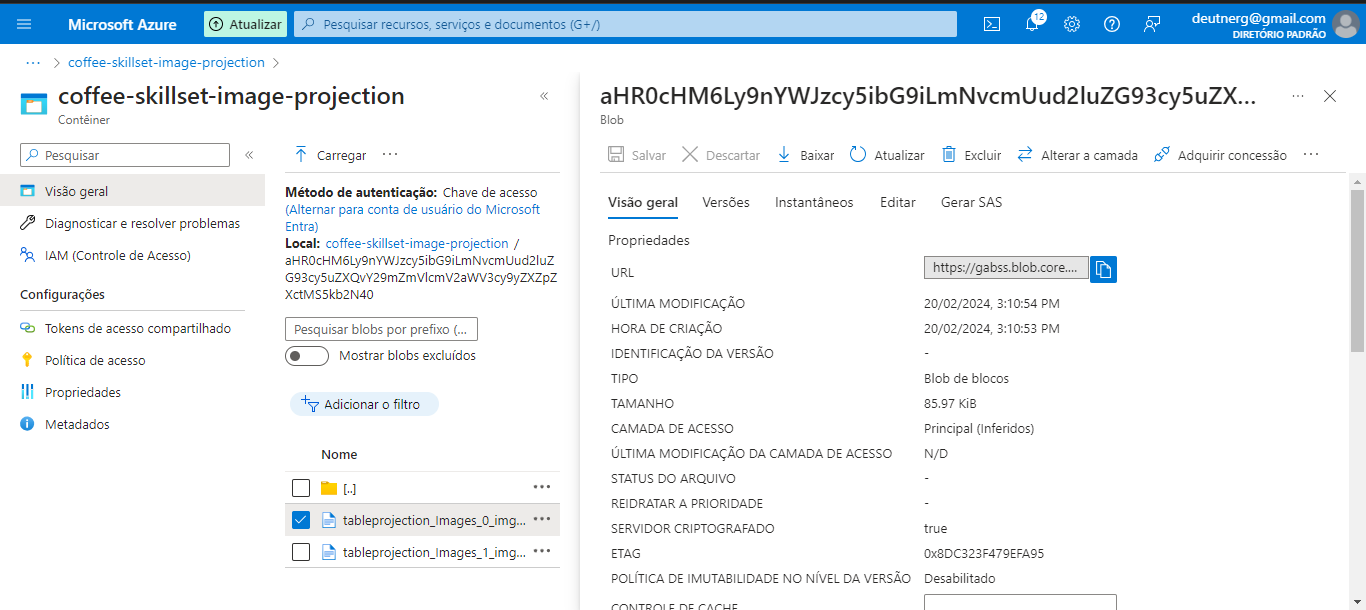 Microsoft Azure
Atualizar
Pesquisar recursos, serviços e documentos (G+/)
12
deutnerg@gmail.com
DIRETÓRIO PADRÃO
... > coffee-skillset-image-projection >
coffee-skillset-image-projection
Contêiner
Pesquisar
Visão geral
Diagnosticar e resolver problemas
IAM (Controle de Acesso)
Configurações
Tokens de acesso compartilhado
Política de acesso
Propriedades
Metadados
Carregar
Método de autenticação: Chave de acesso
(Alternar para conta de usuário do Microsoft
Entra)
Local: coffee-skillset-image-projection /
aHR0cHM6Ly9nYWJzcy5ibG9iLmNvcmUud2luZ
G93cy5uZXQvY29mZmVlcmV2aWV3cy9yZXZpZ
XctMS5kb2N40
Pesquisar blobs por prefixo (...
Mostrar blobs excluídos
Adicionar o filtro
Nome
[..]
tableprojection_Images_0_img...
tableprojection_Images_1_img...
aHR0cHM6Ly9nYWJzcy5ibG9iLmNvcmUud2luZG93cy5uZX...
Blob
Salvar
Descartar
Baixar
Atualizar
Excluir
Alterar a camada
Adquirir concessão
Visão geral
Versões
Instantâneos
Editar
Gerar SAS
Propriedades
URL https://gabss.blob.core....
ÚLTIMA MODIFICAÇÃO 20/02/2024, 3:10:54 PM
HORA DE CRIAÇÃO 20/02/2024, 3:10:53 PM
IDENTIFICAÇÃO DA VERSÃO -
TIPO Blob de blocos
TAMANHO 85.97 KiB
CAMADA DE ACESSO Principal (Inferidos)
ÚLTIMA MODIFICAÇÃO DA CAMADA DE ACESSO N/D
STATUS DO ARQUIVO -
REIDRATAR A PRIORIDADE -
SERVIDOR CRIPTOGRAFADO true
ETAG 0x8DC323F479EFA95
POLÍTICA DE IMUTABILIDADE NO NÍVEL DA VERSÃO Desabilitado
CONTROLE DE CACHE